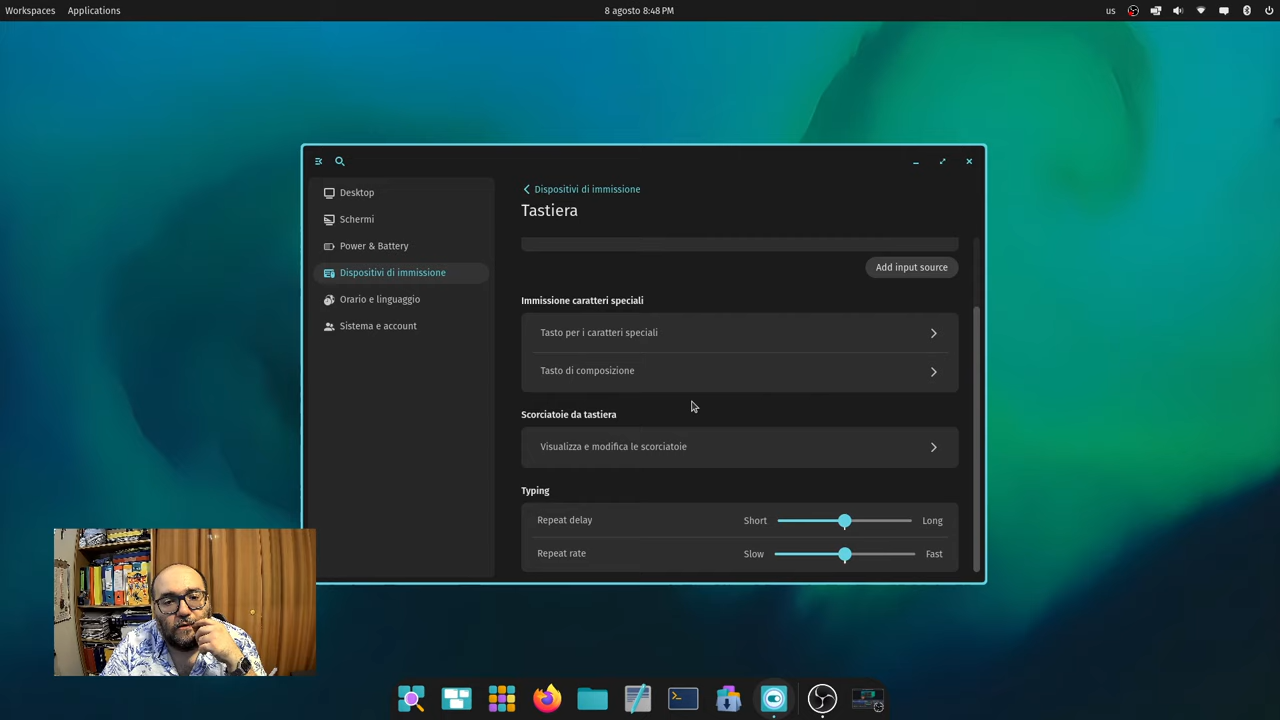 Workspaces Applications 8 agosto 8:48 PM us
Desktop
Schermi
Power & Battery
Dispositivi di immissione
Orario e linguaggio
Sistema e account
Dispositivi di immissione
Tastiera
Add input source
Immissione caratteri speciali
Tasto per i caratteri speciali
Tasto di composizione
Scorciatoie da tastiera
Visualizza e modifica le scorciatoie
Typing
Repeat delay Short Long
Repeat rate Slow Fast